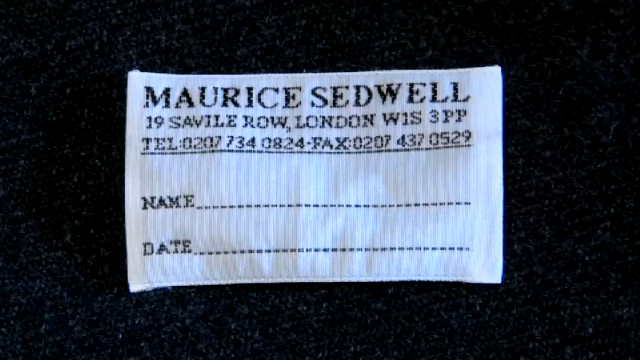 MAURICE SEDWELL
19 SAVILE ROW, LONDON W1S 3PP
TEL:0207 734 0824-FAX:0207 437 0529
NAME
DATE